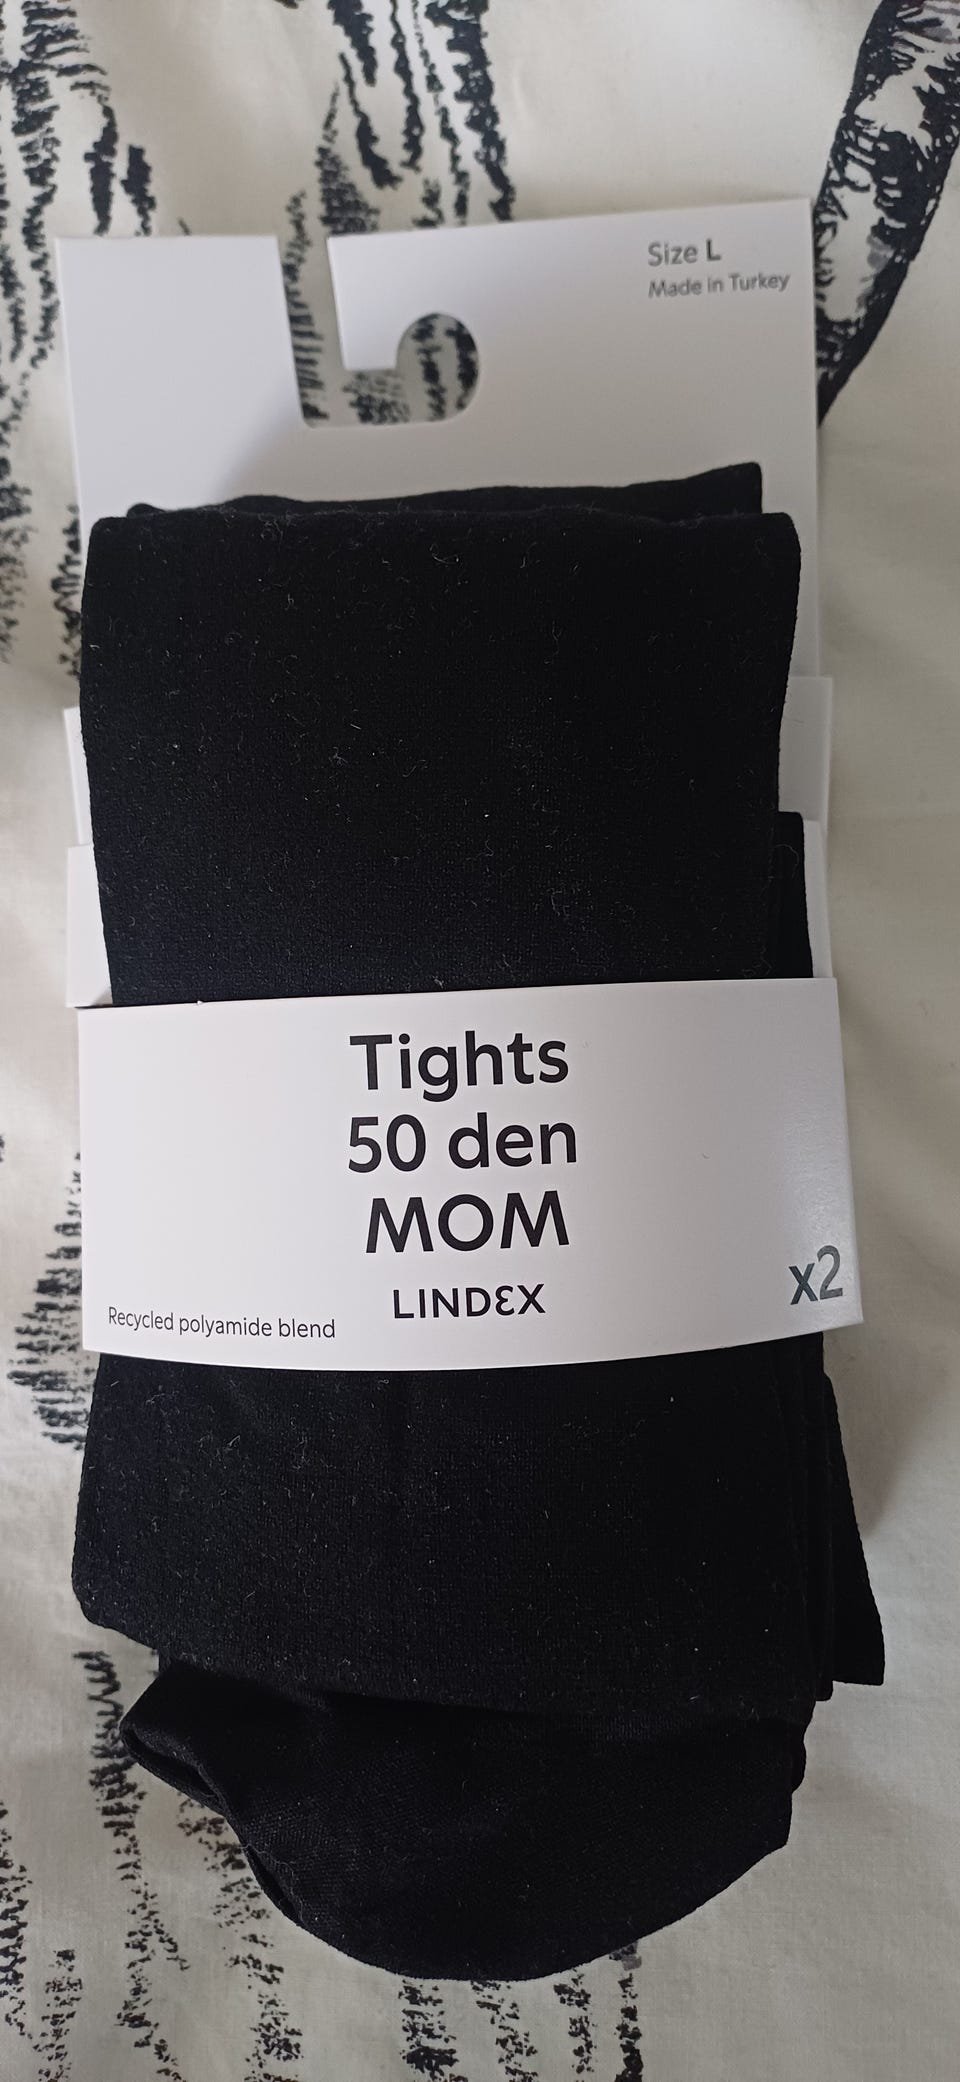 Size L
Made in Turkey
Tights
50 den
MOM
LINDEX
x2
Recycled polyamide blend